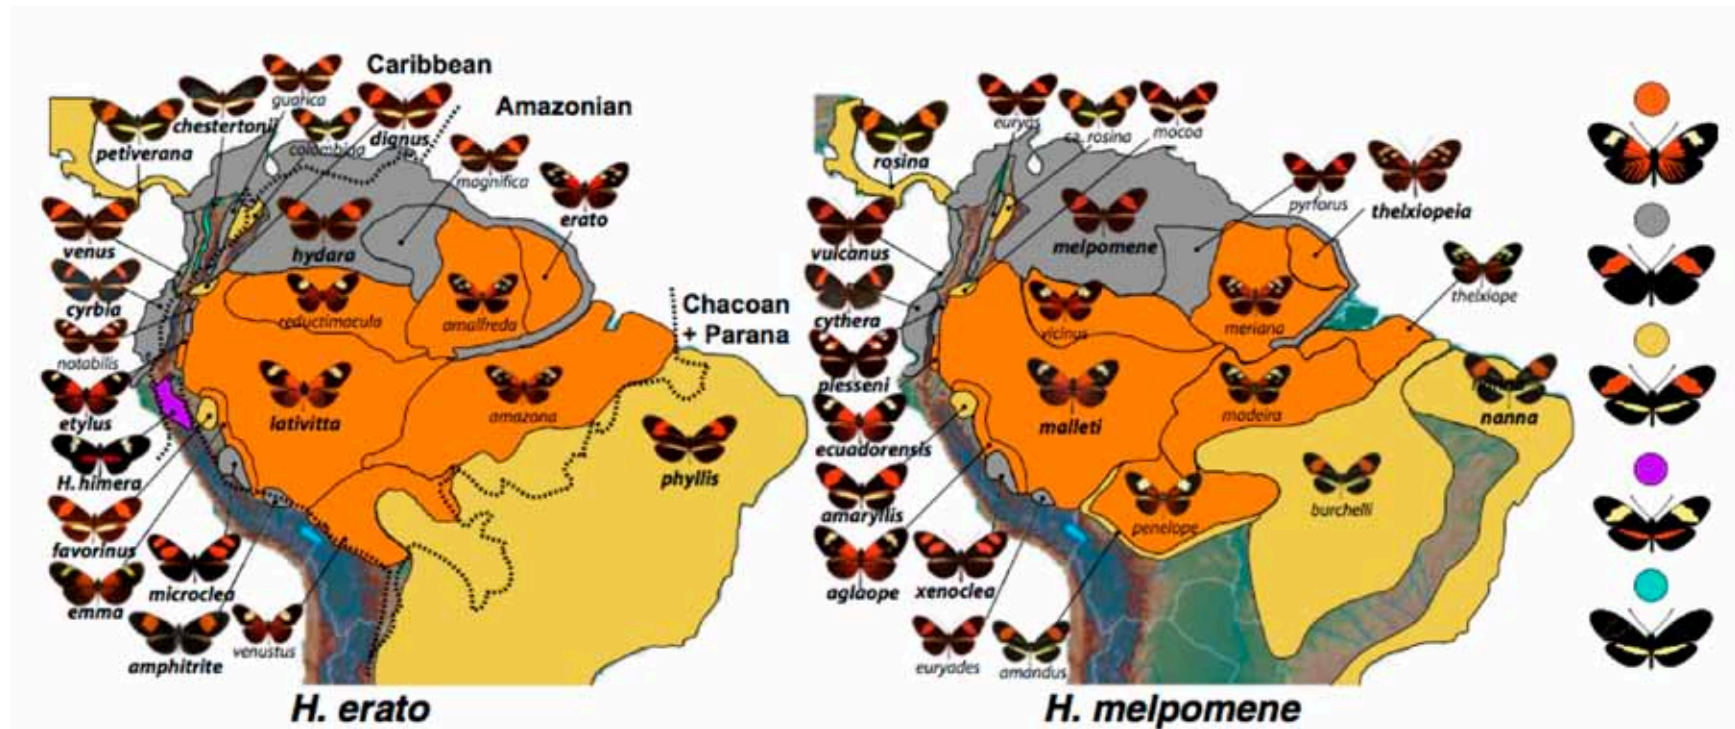 Caribbean
Amazonian
guarica
chestertonii
petiverana
colombina
dignus
magnifica
erato
venus
hydara
cyrbia
reductimacula
amalfreda
Chacoan
+ Parana
notabilis
etylus
lativitta
amazona
phyllis
H. himera
favorinus
microclea
emma
venustus
amphitrite
H. erato
euryas
ca. rosina
mocoa
rosina
pyrforus
thelxiopeia
vulcanus
melpomene
thelxiope
cythera
vicinus
meriana
plesseni
malleti
madeira
nanna
ecuadorensis
burchelli
amaryllis
penelope
aglaope
xenoclea
euryades
amandus
H. melpomene